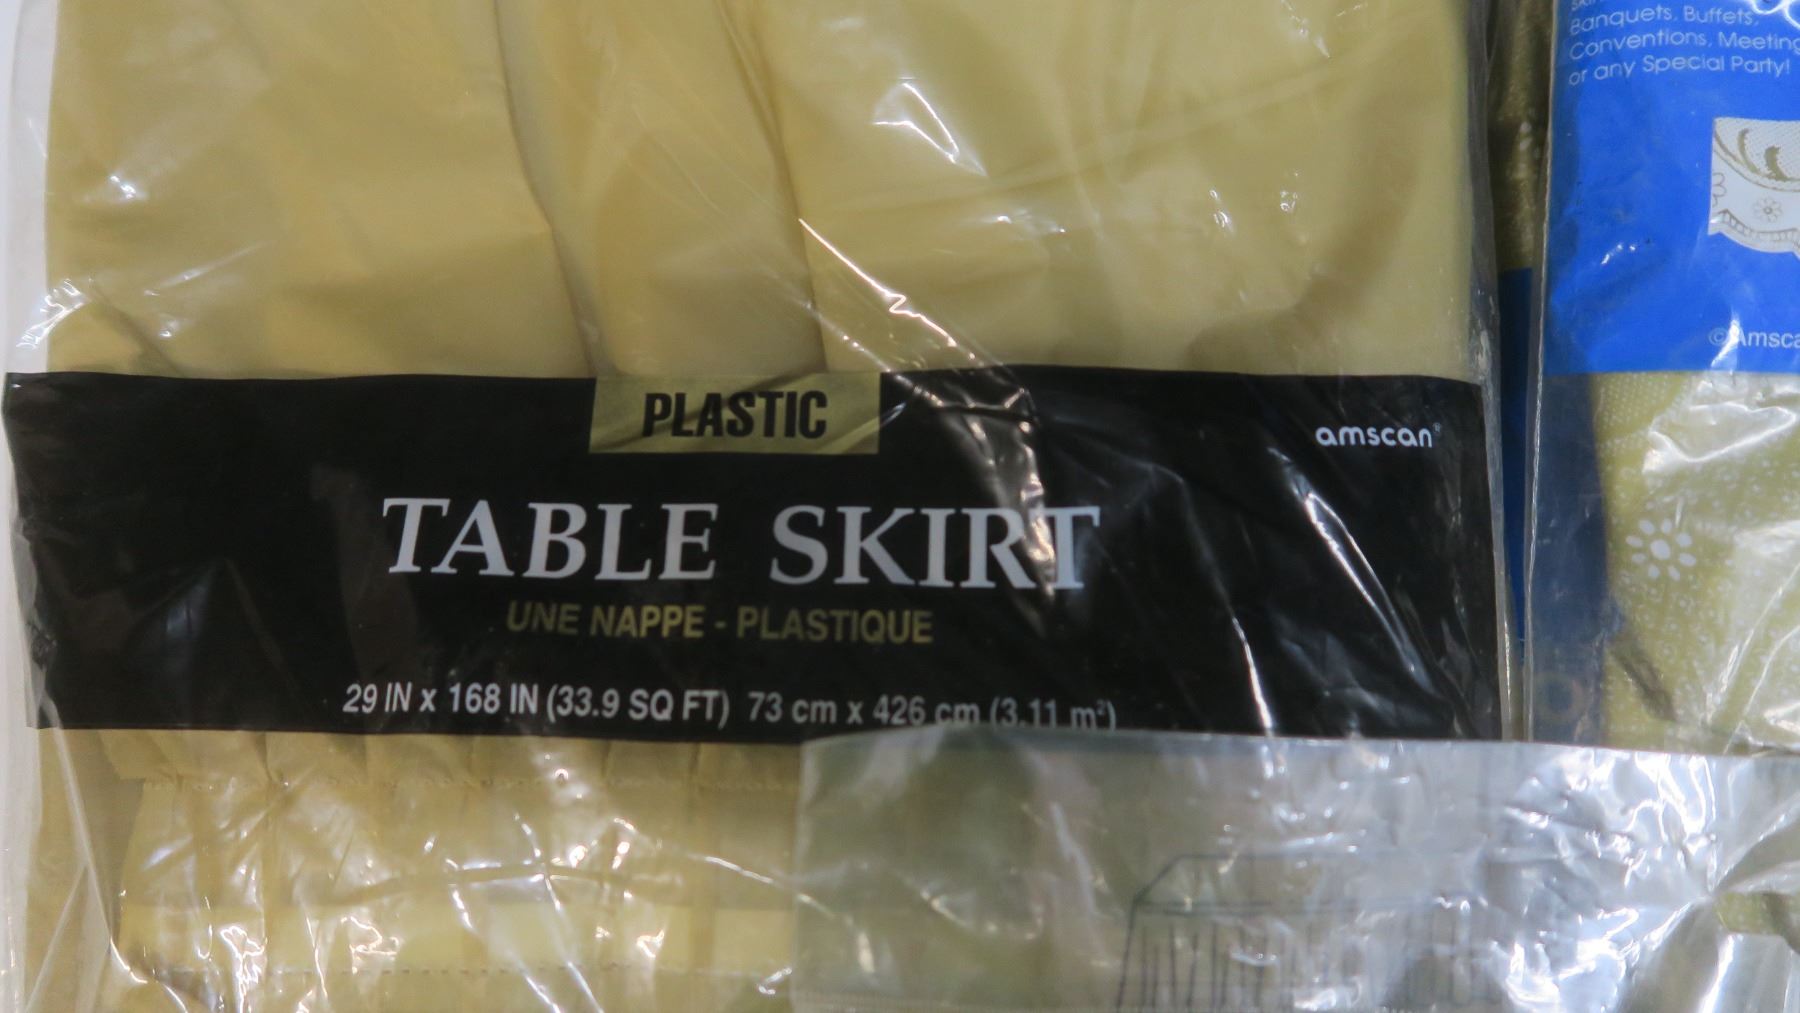 PLASTIC
amscan®
TABLE SKIRT
UNE NAPPE - PLASTIQUE
29 IN x 168 IN (33.9 SQ FT) 73 cm x 426 cm (3.11 m²)
Banquets, Buffets,
Conventions, Meeting
or any Special Party!
©Amsca